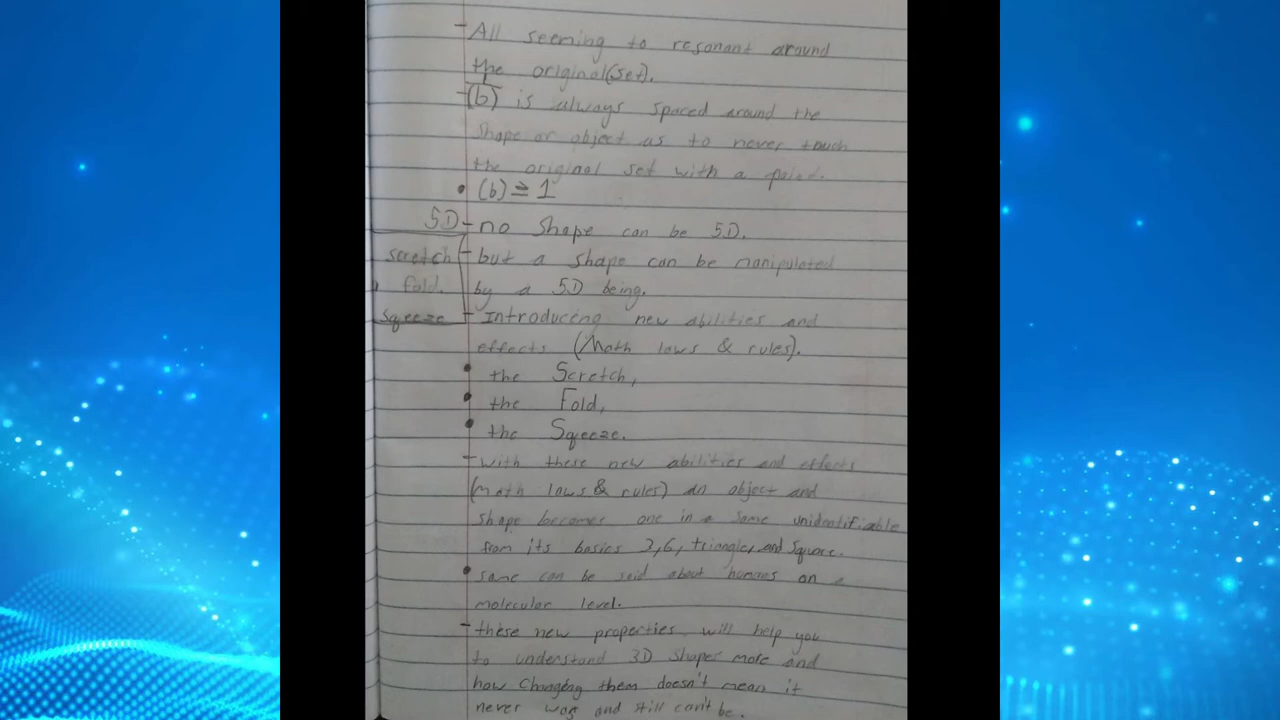 - All seeming to resonant around
the original(set).
- (b) is always spaced around the
shape or object as to never touch
the original set with a point.
• (b) ≥ 1
5D - no shape can be 5D.
scretch - but a shape can be manipulated
fold. by a 5D being.
squeeze - Introduceng new abilities and
effects (Math laws & rules).
• the Scretch,
• the Fold,
• the Sqeeze.
- with these new abilities and effects
(math laws & rules) an object and
shape becomes one in a same unidentifiable
from its basics 3,6, triangle, and square.
• same can be said about humans on a
molecular level.
- these new properties will help you
to understand 3D shapes more and
how changeng them doesn't mean it
never was and still can't be.